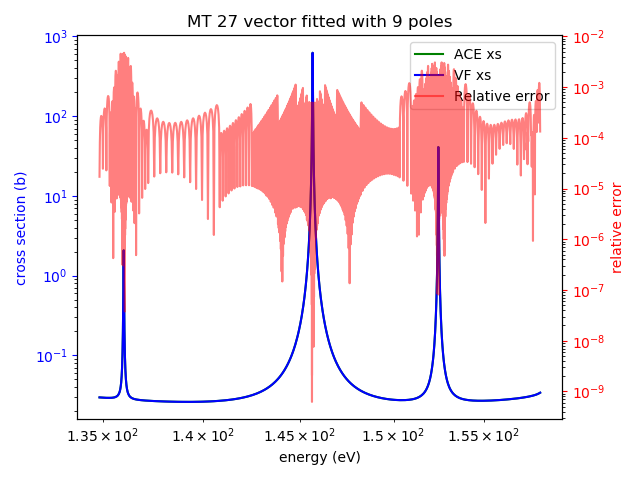 MT 27 vector fitted with 9 poles
ACE xs
VF xs
Relative error
cross section (b)
10³
10²
10¹
10⁰
10⁻¹
relative error
10⁻²
10⁻³
10⁻⁴
10⁻⁵
10⁻⁶
10⁻⁷
10⁻⁸
10⁻⁹
1.35 × 10² 1.4 × 10² 1.45 × 10² 1.5 × 10² 1.55 × 10²
energy (eV)